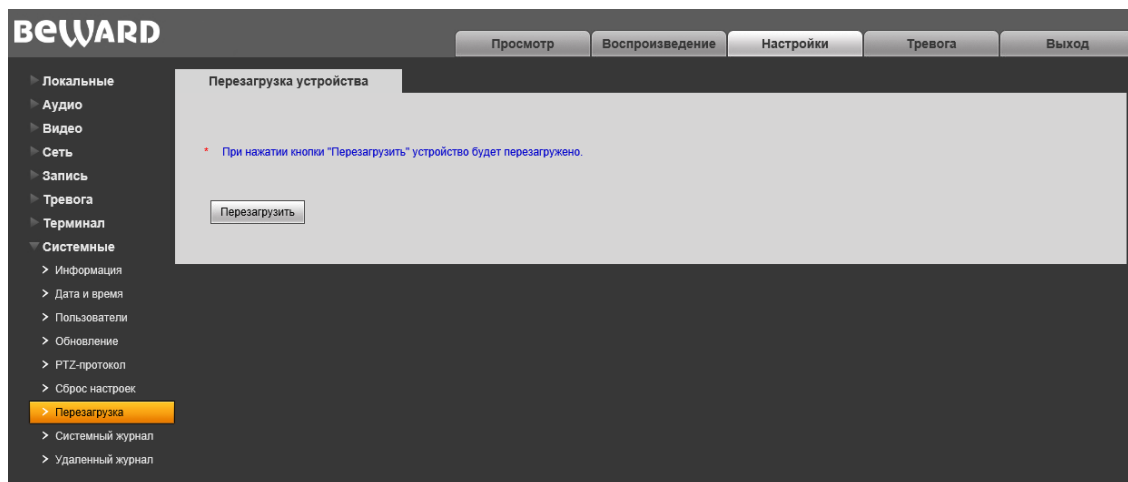 BEWARD
Просмотр Воспроизведение Настройки Тревога Выход
Локальные
Аудио
Видео
Сеть
Запись
Тревога
Терминал
Системные
Информация
Дата и время
Пользователи
Обновление
PTZ-протокол
Сброс настроек
Перезагрузка
Системный журнал
Удаленный журнал
Перезагрузка устройства
* При нажатии кнопки "Перезагрузить" устройство будет перезагружено.
Перезагрузить